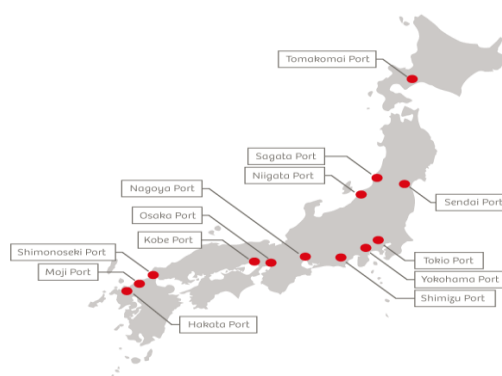 Tomakomai Port
Sagata Port
Niigata Port
Nagoya Port
Sendai Port
Osaka Port
Kobe Port
Shimonoseki Port
Tokio Port
Moji Port
Yokohama Port
Shimizu Port
Hakata Port